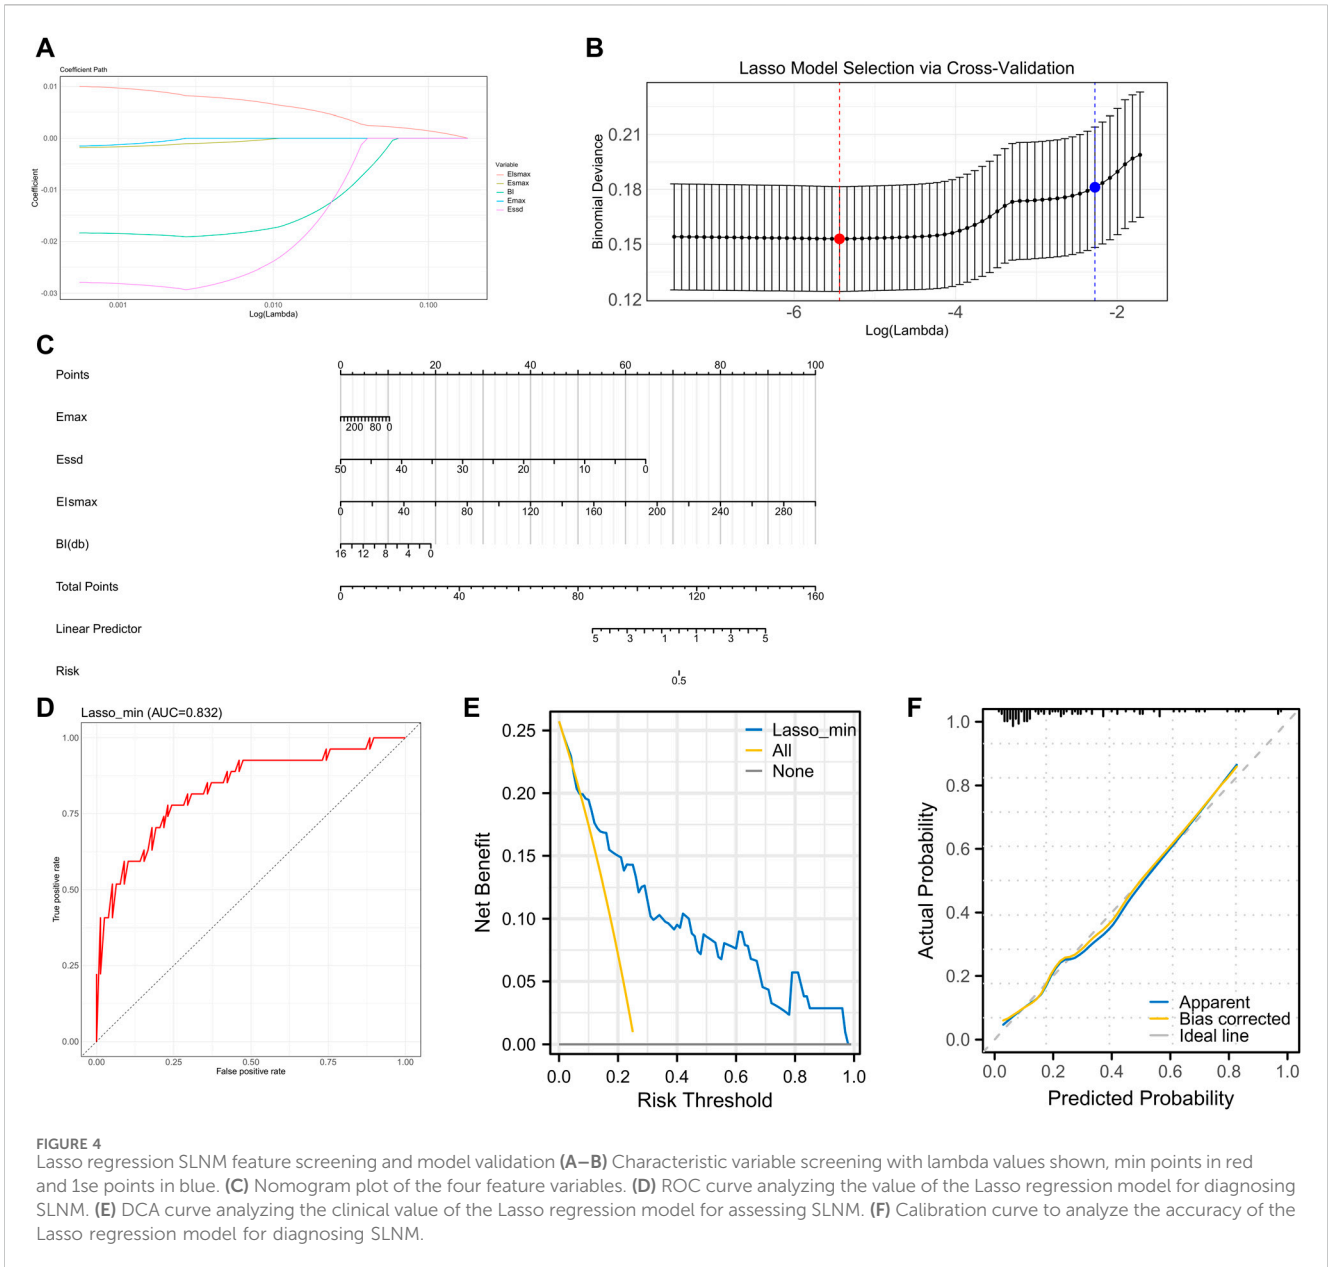 A
Coefficient Path
0.01
0.00
-0.01
-0.02
-0.03
Coefficient
0.001
0.010
0.100
Log(Lambda)
Variable
EIsmax
Esmax
BI
Emax
Essd
B
Lasso Model Selection via Cross-Validation
0.21
0.18
0.15
0.12
Binomial Deviance
-6
-4
-2
Log(Lambda)
C
Points
0 20 40 60 80 100
Emax
200 80 0
Essd
50 40 30 20 10 0
EIsmax
0 40 80 120 160 200 240 280
BI(db)
16 12 8 4 0
Total Points
0 40 80 120 160
Linear Predictor
5 3 1 1 3 5
Risk
0.5
D
Lasso_min (AUC=0.832)
1.00
0.75
0.50
0.25
0.00
True positive rate
0.00 0.25 0.50 0.75 1.00
False positive rate
E
0.25
0.20
0.15
0.10
0.05
0.00
Net Benefit
Lasso_min
All
None
0.0 0.2 0.4 0.6 0.8 1.0
Risk Threshold
F
1.0
0.8
0.6
0.4
0.2
0.0
Actual Probability
Apparent
Bias corrected
Ideal line
0.0 0.2 0.4 0.6 0.8 1.0
Predicted Probability
FIGURE 4
Lasso regression SLNM feature screening and model validation (A–B) Characteristic variable screening with lambda values shown, min points in red
and 1se points in blue. (C) Nomogram plot of the four feature variables. (D) ROC curve analyzing the value of the Lasso regression model for diagnosing
SLNM. (E) DCA curve analyzing the clinical value of the Lasso regression model for assessing SLNM. (F) Calibration curve to analyze the accuracy of the
Lasso regression model for diagnosing SLNM.